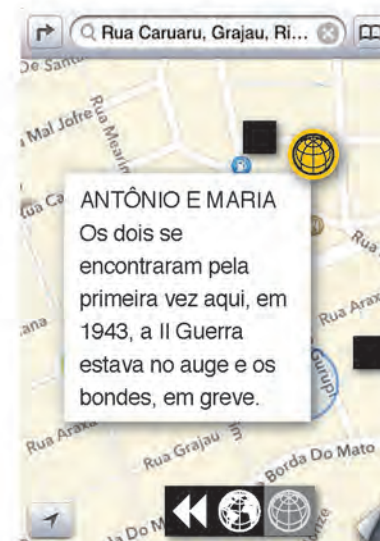 Rua Caruaru, Grajau, Ri...
De Santa
Mal Jofre
Rua Mearim
Rua Ca
ANTÔNIO E MARIA
Os dois se
encontraram pela
primeira vez aqui, em
1943, a II Guerra
estava no auge e os
bondes, em greve.
Rua
Rua Arax
ana
Gurupi
Rua Araxa
Rua Grajau
Borda Do Mato